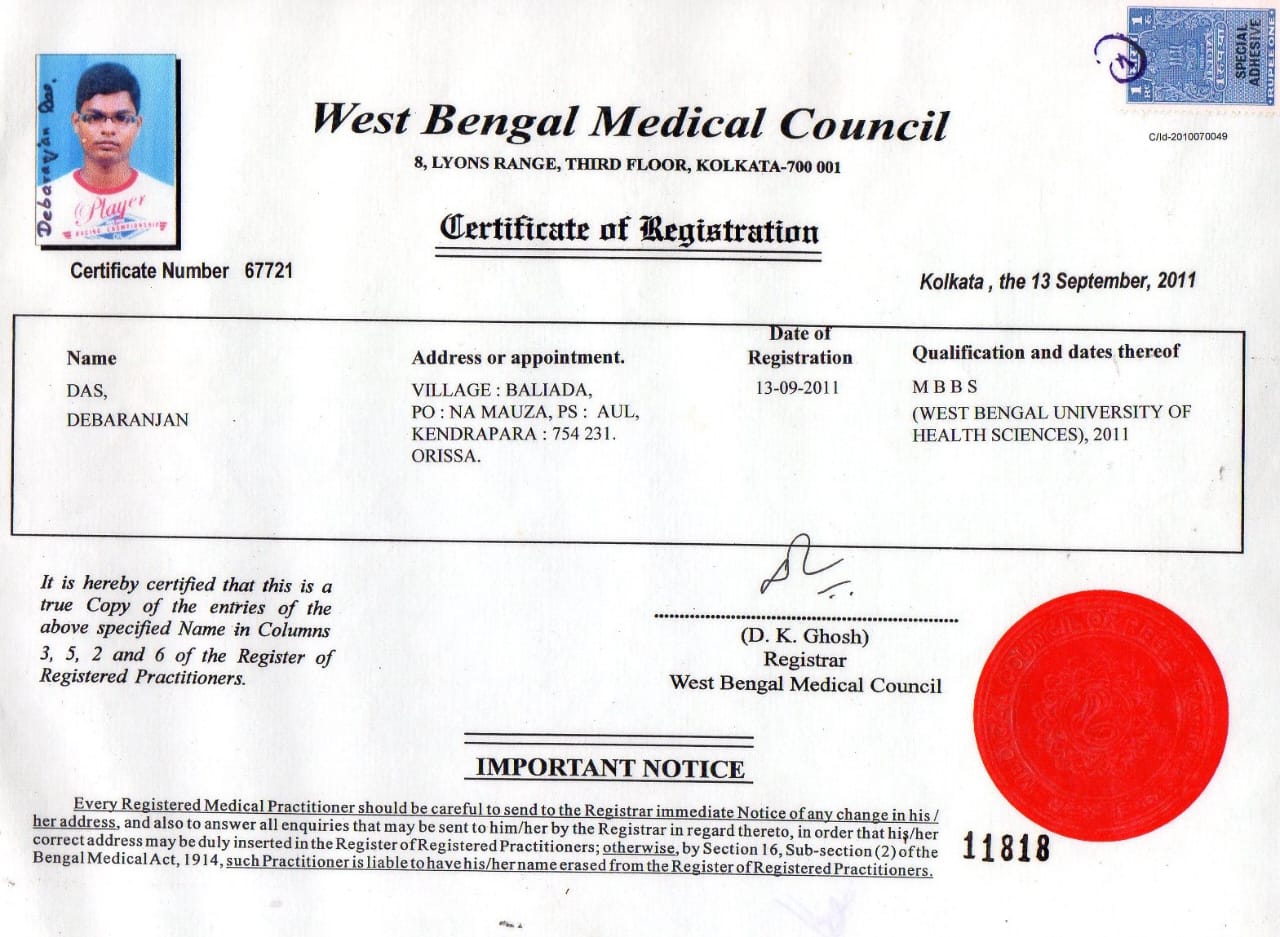 SPECIAL
ADHESIVE
RUPEE ONE
INDIA
C/Id-2010070049
Debaranjan Das.
Player
RACING CHAMPIONSHIP
West Bengal Medical Council
8, LYONS RANGE, THIRD FLOOR, KOLKATA-700 001
Certificate of Registration
Certificate Number 67721
Kolkata , the 13 September, 2011
Name
DAS,
DEBARANJAN
Address or appointment.
VILLAGE : BALIADA,
PO : NA MAUZA, PS : AUL,
KENDRAPARA : 754 231.
ORISSA.
Date of
Registration
13-09-2011
Qualification and dates thereof
M B B S
(WEST BENGAL UNIVERSITY OF
HEALTH SCIENCES), 2011
It is hereby certified that this is a
true Copy of the entries of the
above specified Name in Columns
3, 5, 2 and 6 of the Register of
Registered Practitioners.
(D. K. Ghosh)
Registrar
West Bengal Medical Council
IMPORTANT NOTICE
Every Registered Medical Practitioner should be careful to send to the Registrar immediate Notice of any change in his /
her address, and also to answer all enquiries that may be sent to him/her by the Registrar in regard thereto, in order that his/her
correct address may be duly inserted in the Register of Registered Practitioners; otherwise, by Section 16, Sub-section (2) of the
Bengal Medical Act, 1914, such Practitioner is liable to have his/her name erased from the Register of Registered Practitioners.
11818